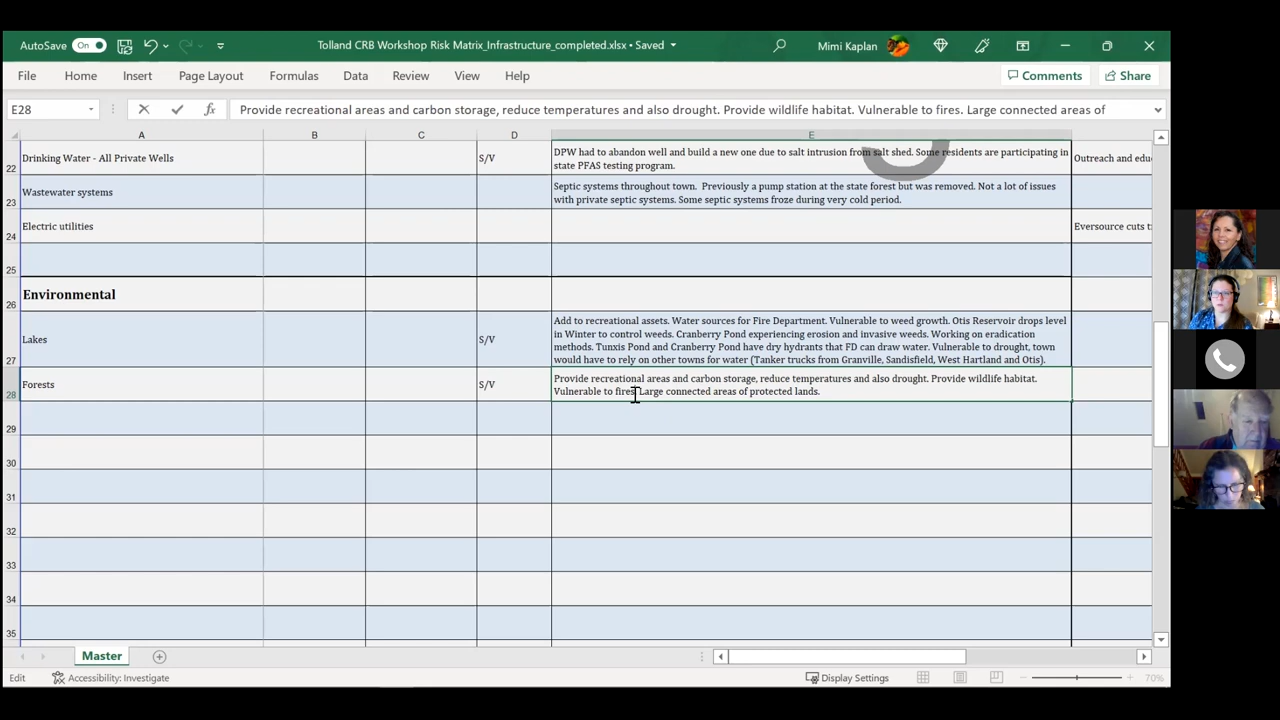 AutoSave On Tolland CRB Workshop Risk Matrix_Infrastructure_completed.xlsx • Saved Mimi Kaplan
File Home Insert Page Layout Formulas Data Review View Help Comments Share
E28 fx Provide recreational areas and carbon storage, reduce temperatures and also drought. Provide wildlife habitat. Vulnerable to fires. Large connected areas of
A B C D E
22 Drinking Water - All Private Wells S/V DPW had to abandon well and build a new one due to salt intrusion from salt shed. Some residents are participating in
state PFAS testing program.
Outreach and edu
23 Wastewater systems Septic systems throughout town. Previously a pump station at the state forest but was removed. Not a lot of issues
with private septic systems. Some septic systems froze during very cold period.
24 Electric utilities Eversource cuts t
25
26 Environmental
27 Lakes S/V Add to recreational assets. Water sources for Fire Department. Vulnerable to weed growth. Otis Reservoir drops level
in Winter to control weeds. Cranberry Pond experiencing erosion and invasive weeds. Working on eradication
methods. Tunxis Pond and Cranberry Pond have dry hydrants that FD can draw water. Vulnerable to drought, town
would have to rely on other towns for water (Tanker trucks from Granville, Sandisfield, West Hartland and Otis).
28 Forests S/V Provide recreational areas and carbon storage, reduce temperatures and also drought. Provide wildlife habitat.
Vulnerable to fires. Large connected areas of protected lands.
29
30
31
32
33
34
35
Master
Edit Accessibility: Investigate Display Settings 70%